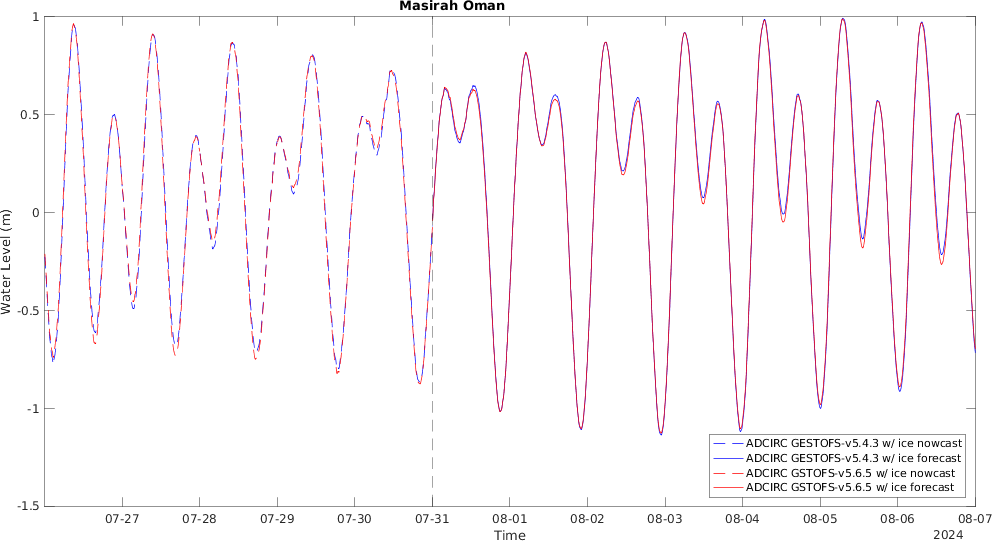 Masirah Oman
Water Level (m)
1
0.5
0
-0.5
-1
-1.5
ADCIRC GESTOFS-v5.4.3 w/ ice nowcast
ADCIRC GESTOFS-v5.4.3 w/ ice forecast
ADCIRC GSTOFS-v5.6.5 w/ ice nowcast
ADCIRC GSTOFS-v5.6.5 w/ ice forecast
07-27 07-28 07-29 07-30 07-31 08-01 08-02 08-03 08-04 08-05 08-06 08-07
Time
2024